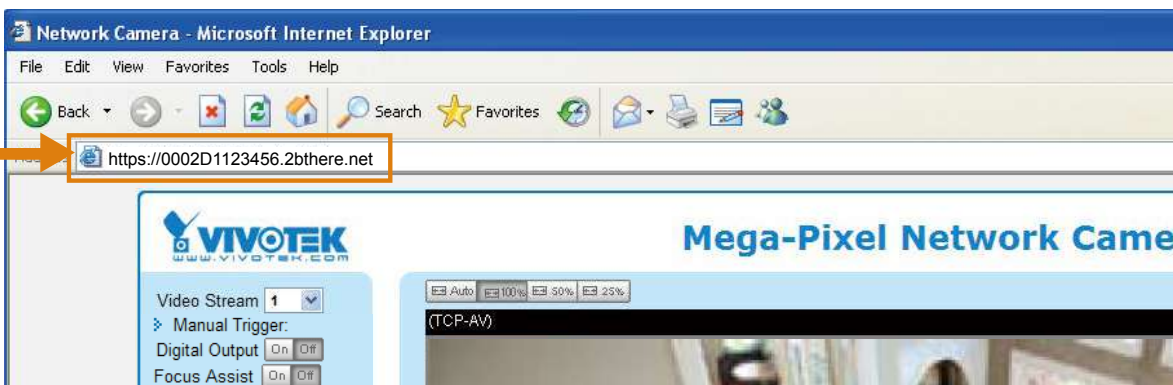 Network Camera - Microsoft Internet Explorer
File Edit View Favorites Tools Help
Back Search Favorites
https://0002D1123456.2bthere.net
VIVOTEK
www.vivotek.com
Mega-Pixel Network Came
Video Stream 1
Auto 100% 50% 25%
Manual Trigger:
(TCP-AV)
Digital Output On Off
Focus Assist On Off